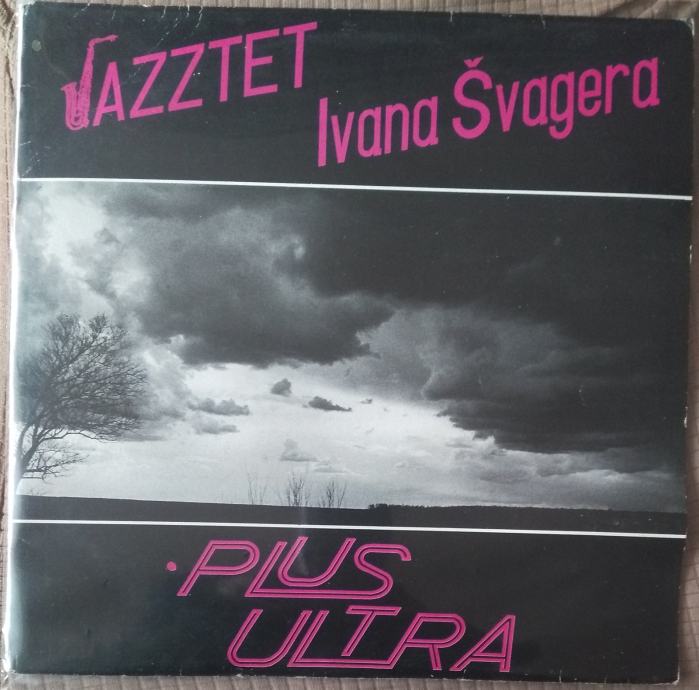 JAZZTET
Ivana Švagera
PLUS
ULTRA